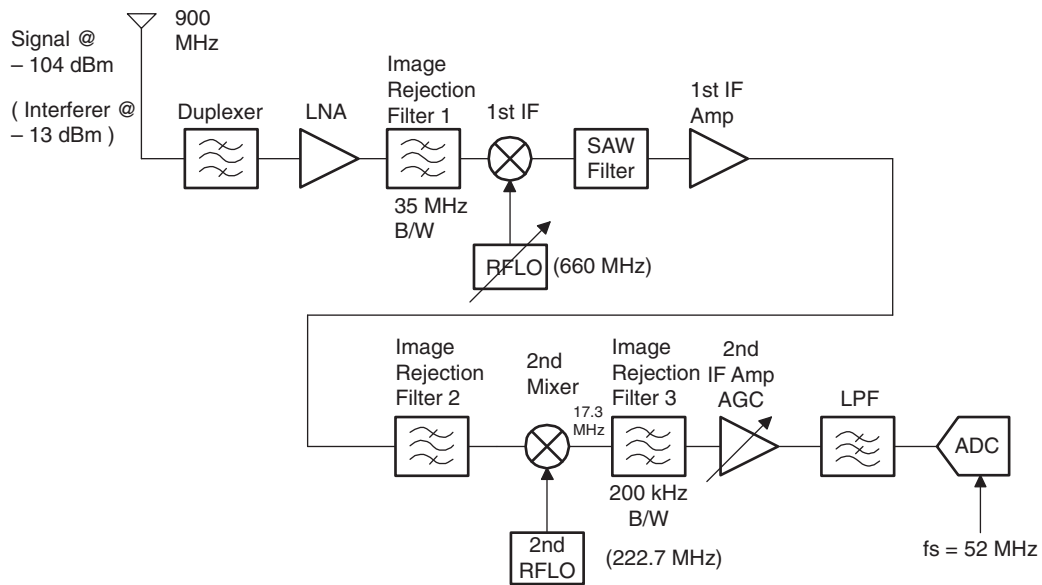 900
MHz
Signal @
– 104 dBm
( Interferer @
– 13 dBm )
Duplexer
LNA
Image
Rejection
Filter 1
1st IF
1st IF
Amp
SAW
Filter
35 MHz
B/W
RFLO
(660 MHz)
Image
Rejection
Filter 2
2nd
Mixer
17.3
MHz
Image
Rejection
Filter 3
2nd
IF Amp
AGC
LPF
ADC
200 kHz
B/W
2nd
RFLO
(222.7 MHz)
fs = 52 MHz